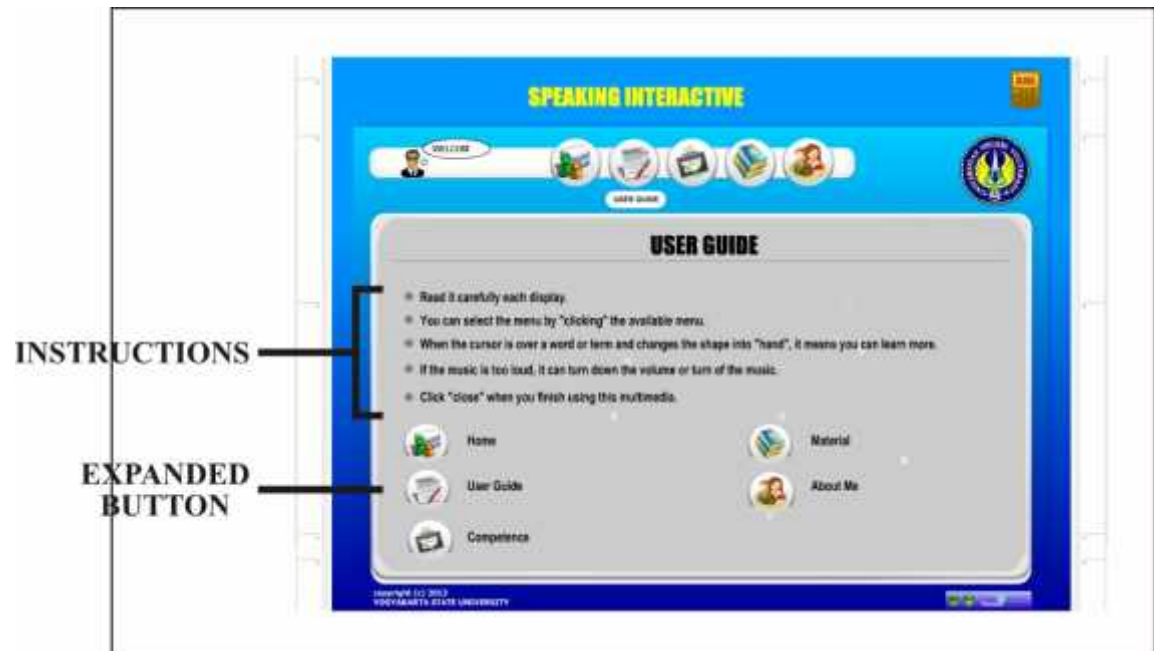 SPEAKING INTERACTIVE
WELCOME
USER GUIDE
USER GUIDE
Read it carefully each display.
You can select the menu by "clicking" the available menu.
When the cursor is over a word or term and changes the shape into "hand", it means you can learn more.
If the music is too loud, it can turn down the volume or turn of the music.
Click "close" when you finish using this multimedia.
INSTRUCTIONS
Home
Material
EXPANDED
BUTTON
User Guide
About Me
Competence
copyright (c) 2013
YOGYAKARTA STATE UNIVERSITY